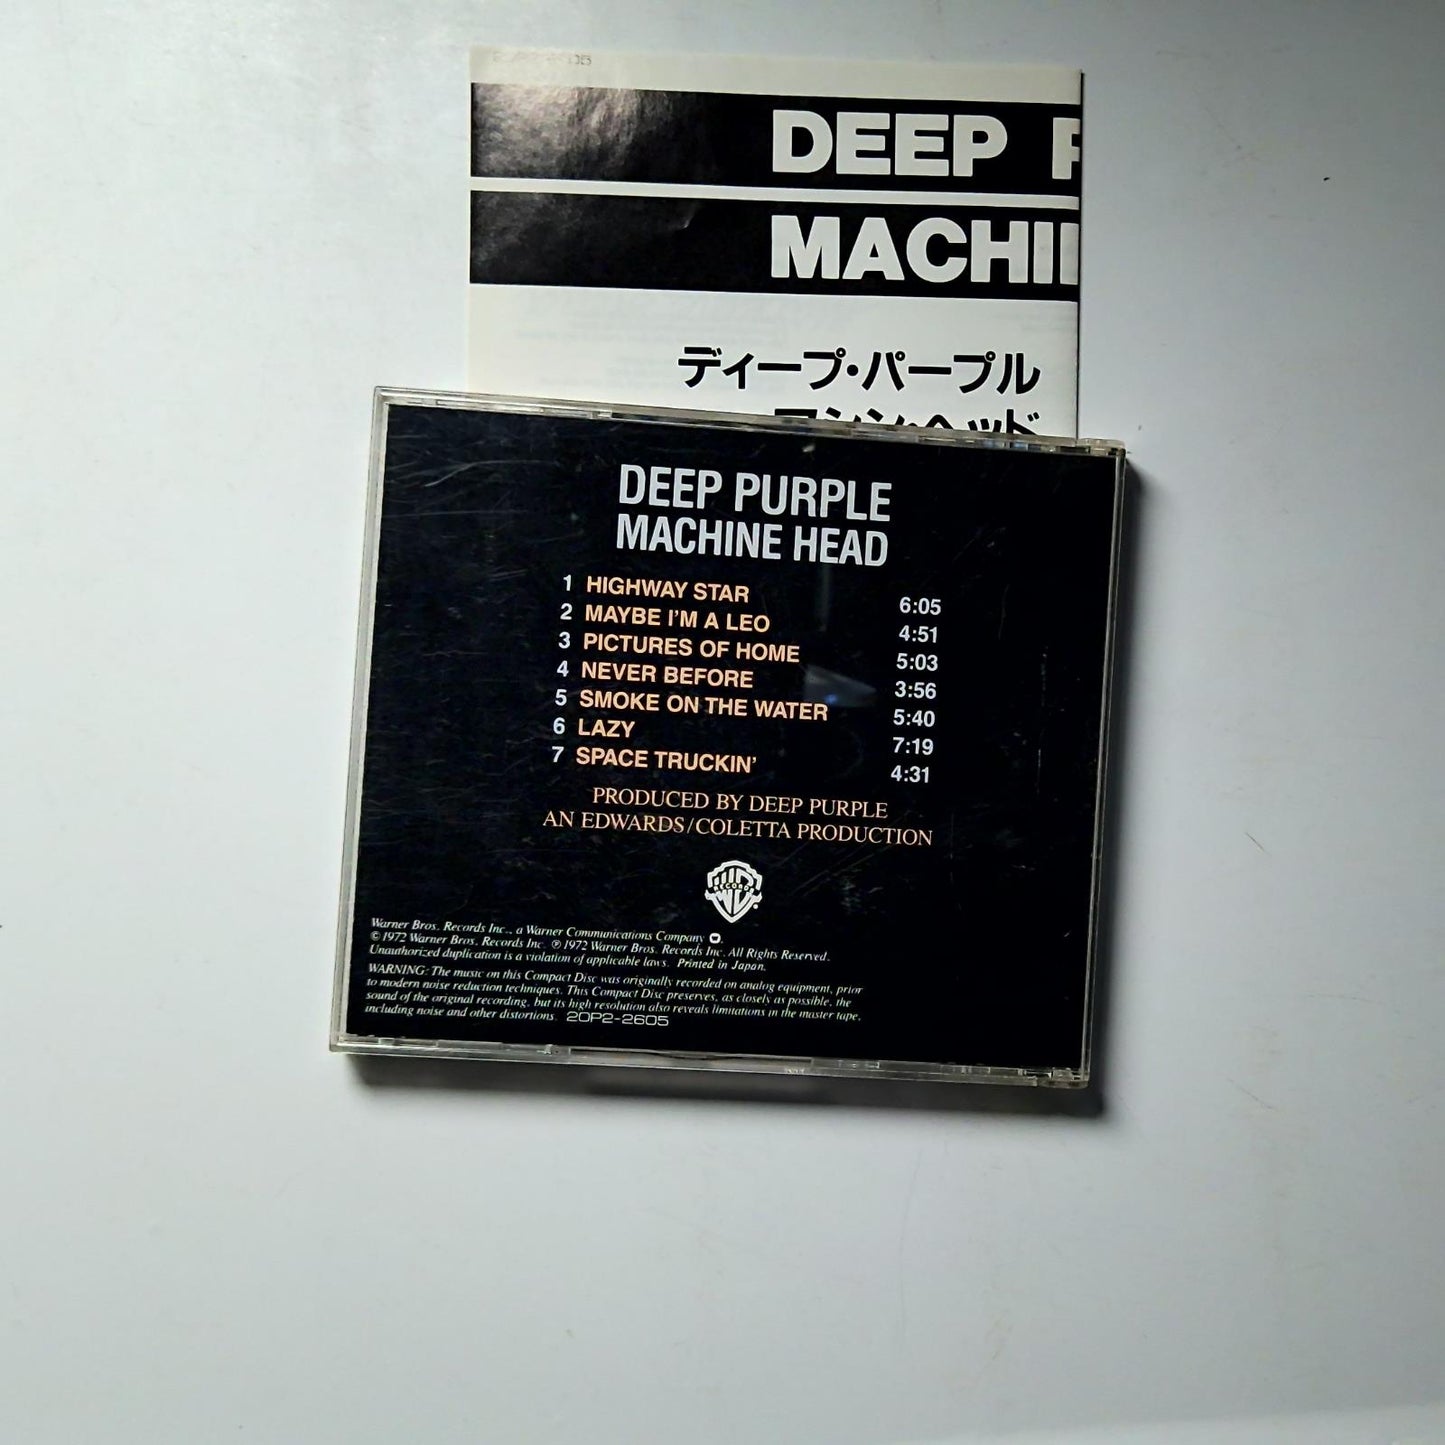 DEEP P
MACHI
ディープ・パープル
マシン・ヘッド
DEEP PURPLE
MACHINE HEAD
1 HIGHWAY STAR 6:05
2 MAYBE I'M A LEO 4:51
3 PICTURES OF HOME 5:03
4 NEVER BEFORE 3:56
5 SMOKE ON THE WATER 5:40
6 LAZY 7:19
7 SPACE TRUCKIN' 4:31
PRODUCED BY DEEP PURPLE
AN EDWARDS/COLETTA PRODUCTION
RECORDS
Warner Bros. Records Inc., a Warner Communications Company
© 1972 Warner Bros. Records Inc. ℗ 1972 Warner Bros. Records Inc. All Rights Reserved.
Unauthorized duplication is a violation of applicable laws. Printed in Japan.
WARNING: The music on this Compact Disc was originally recorded on analog equipment, prior
to modern noise reduction techniques. This Compact Disc preserves, as closely as possible, the
sound of the original recording, but its high resolution also reveals limitations in the master tape,
including noise and other distortions. 20P2-2605